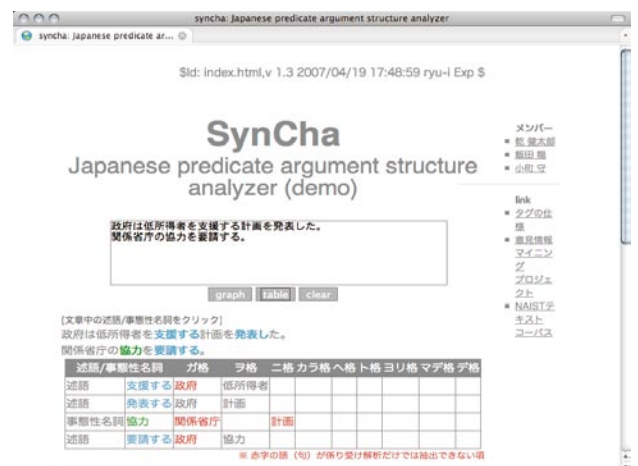 syncha: Japanese predicate argument structure analyzer
syncha: Japanese predicate ar...
$Id: index.html,v 1.3 2007/04/19 17:48:59 ryu-i Exp $
SynCha
Japanese predicate argument structure
analyzer (demo)
政府は低所得者を支援する計画を発表した。
関係省庁の協力を要請する。
graph table clear
[文章中の述語/事態性名詞をクリック]
政府は低所得者を支援する計画を発表した。
関係省庁の協力を要請する。
述語/事態性名詞 ガ格 ヲ格 ニ格 カラ格 ヘ格 ト格 ヨリ格 マデ格 デ格
述語 支援する 政府 低所得者
述語 発表する 政府 計画
事態性名詞 協力 関係省庁 計画
述語 要請する 政府 協力
※ 赤字の語（句）が係り受け解析だけでは抽出できない項
メンバー
乾 健太郎
飯田 龍
小町 守
link
タグの仕
様
意見情報
マイニン
グ
プロジェ
クト
NAISTテ
キスト
コーパス